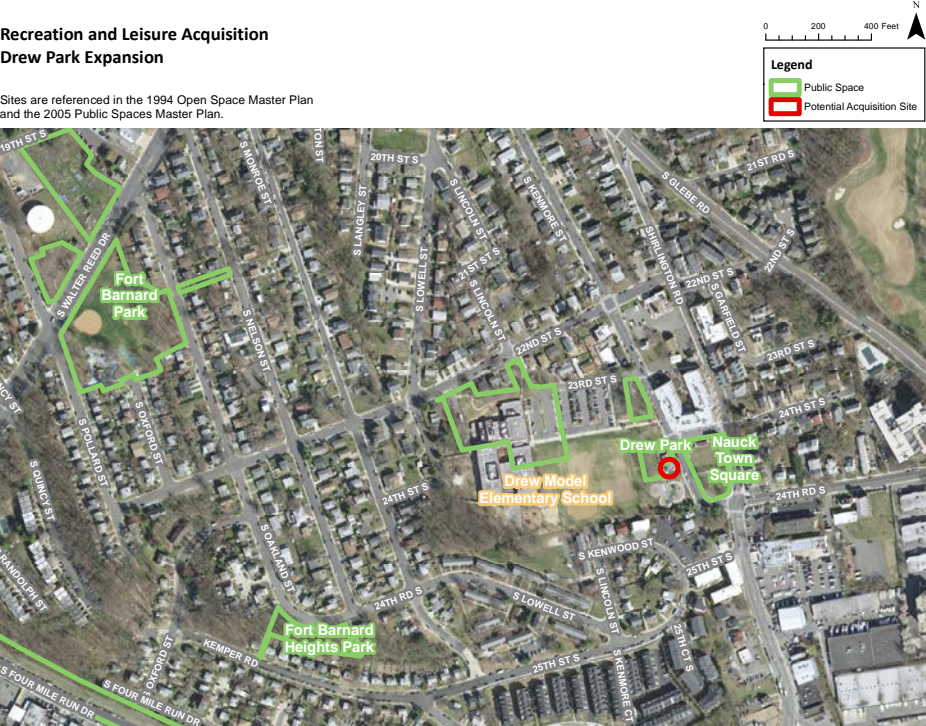 N
0 200 400 Feet
Recreation and Leisure Acquisition
Drew Park Expansion
Legend
Public Space
Potential Acquisition Site
Sites are referenced in the 1994 Open Space Master Plan
and the 2005 Public Spaces Master Plan.
19TH ST S
S MONROE ST
TON ST
20TH ST S
21ST RD S
S LANGLEY ST
S LINCOLN ST
S KENMORE ST
S GLEBE RD
S WALTER REED DR
S LOWELL ST
SHIRLINGTON RD
22ND ST S
21ST ST S
Fort
Barnard
Park
S LINCOLN ST
22ND ST S
S GARFIELD ST
S NELSON ST
22ND ST S
23RD ST S
23RD ST S
NCY ST
S POLLARD ST
S OXFORD ST
24TH ST S
Drew Park
Nauck
Town
Square
S QUINCY ST
Drew Model
Elementary School
24TH ST S
24TH RD S
S OAKLAND ST
S KENWOOD ST
25TH ST S
RANDOLPH ST
24TH RD S
S LOWELL ST
S LINCOLN ST
Fort Barnard
Heights Park
KEMPER RD
S OXFORD ST
25TH ST S
S KENMORE CT
25TH CT S
S FOUR MILE RUN DR
S FOUR MILE RUN DR